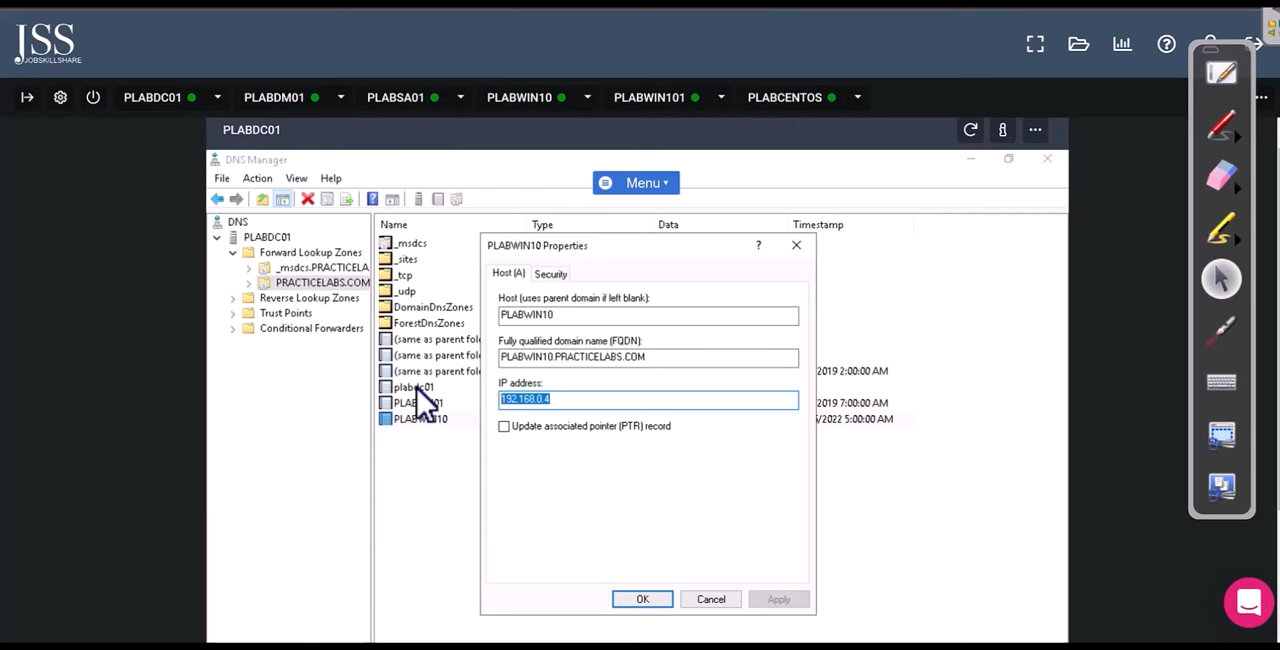 JSS
JOBSKILLSHARE
PLABDC01
PLABDM01
PLABSA01
PLABWIN10
PLABWIN101
PLABCENTOS
PLABDC01
DNS Manager
File Action View Help
Menu
DNS
PLABDC01
Forward Lookup Zones
_msdcs.PRACTICELA
PRACTICELABS.COM
Reverse Lookup Zones
Trust Points
Conditional Forwarders
Name Type Data Timestamp
_msdcs
_sites
_tcp
_udp
DomainDnsZones
ForestDnsZones
(same as parent fol
(same as parent fol
(same as parent fol
2019 2:00:00 AM
plabdc01
2019 7:00:00 AM
/2022 5:00:00 AM
PLABWIN10 Properties
? 
Host (A) Security
Host (uses parent domain if left blank):
PLABWIN10
Fully qualified domain name (FQDN):
PLABWIN10.PRACTICELABS.COM
IP address:
192.168.0.4
Update associated pointer (PTR) record
OK Cancel Apply